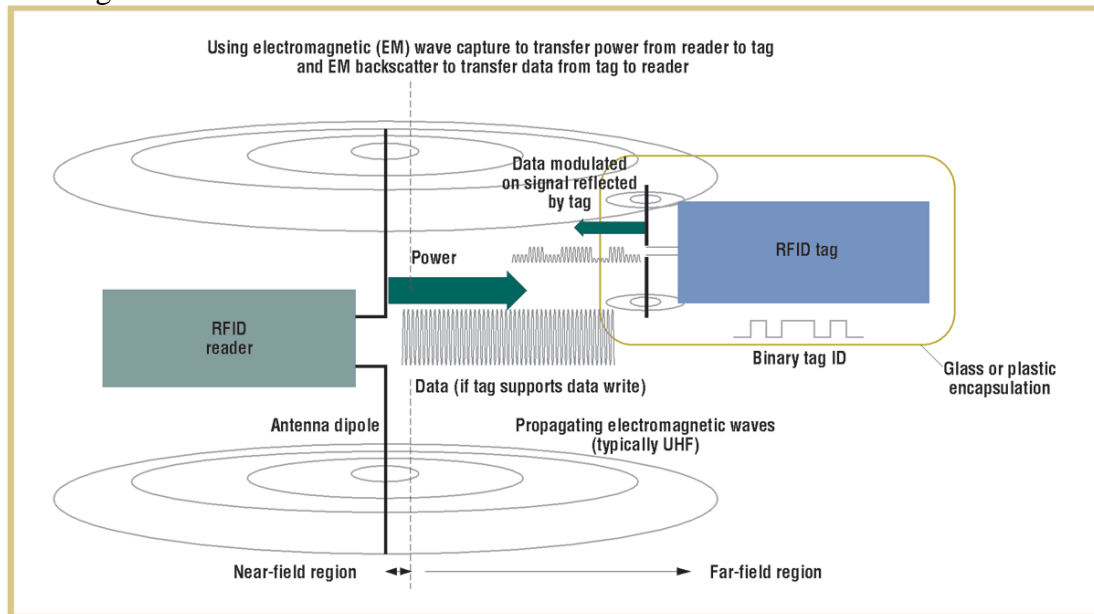 Using electromagnetic (EM) wave capture to transfer power from reader to tag
and EM backscatter to transfer data from tag to reader
Data modulated
on signal reflected
by tag
Power
RFID tag
RFID
reader
Binary tag ID
Glass or plastic
encapsulation
Data (if tag supports data write)
Antenna dipole
Propagating electromagnetic waves
(typically UHF)
Near-field region
Far-field region